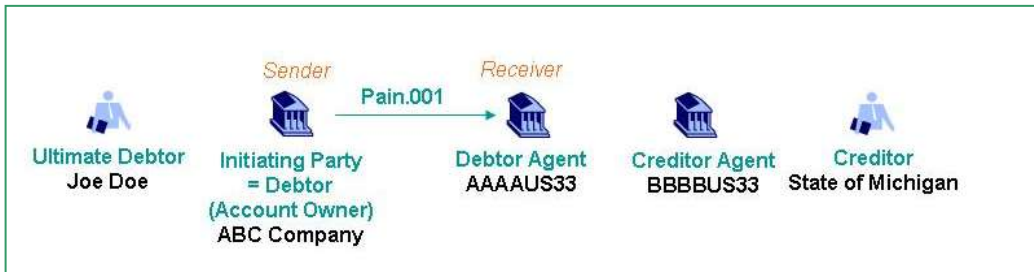 Sender
Receiver
Pain.001
Ultimate Debtor
Joe Doe
Initiating Party
= Debtor
(Account Owner)
ABC Company
Debtor Agent
AAAAUS33
Creditor Agent
BBBBUS33
Creditor
State of Michigan